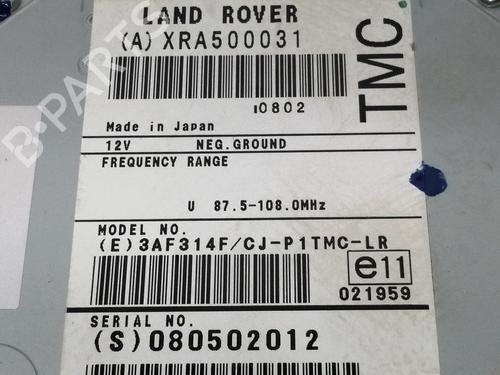 LAND ROVER
(A) XRA500031
10802
TMC
Made in Japan
12V NEG.GROUND
FREQUENCY RANGE
U 87.5-108.0MHz
MODEL NO.
(E)3AF314F/CJ-P1TMC-LR
e11
021959
SERIAL NO.
(S)080502012
B-PARTS